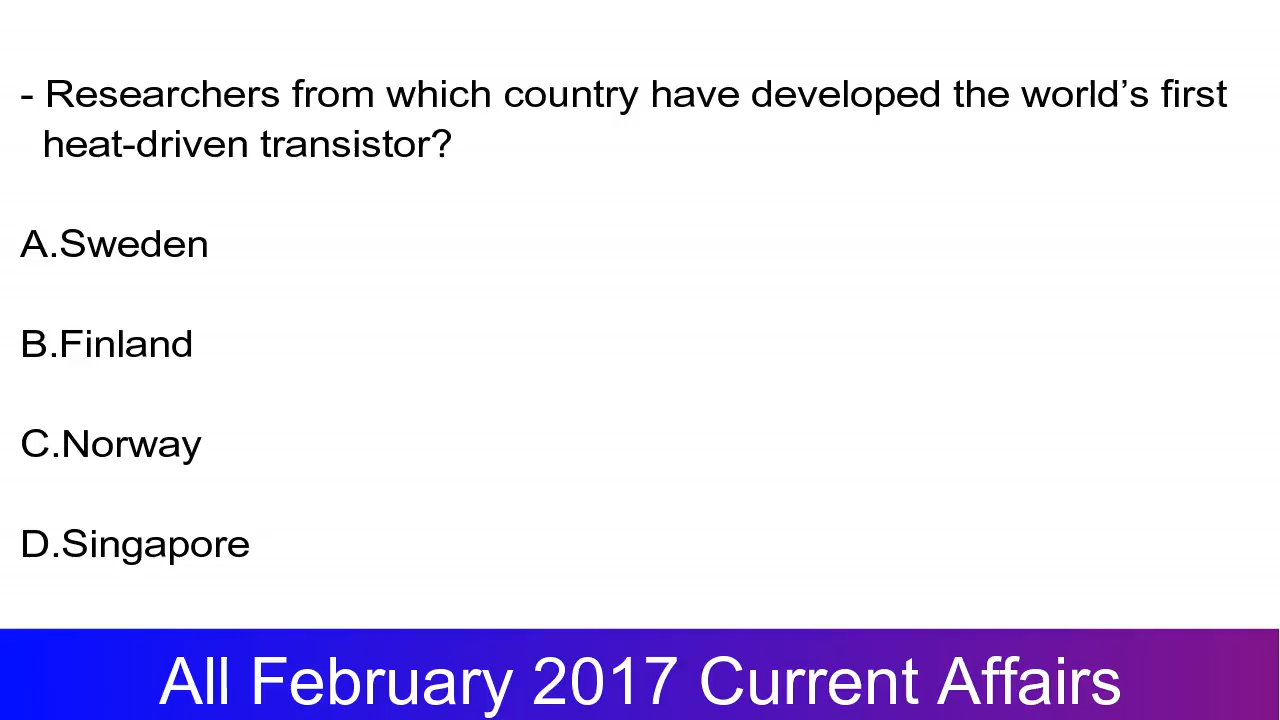 - Researchers from which country have developed the world’s first
heat-driven transistor?
A.Sweden
B.Finland
C.Norway
D.Singapore
All February 2017 Current Affairs